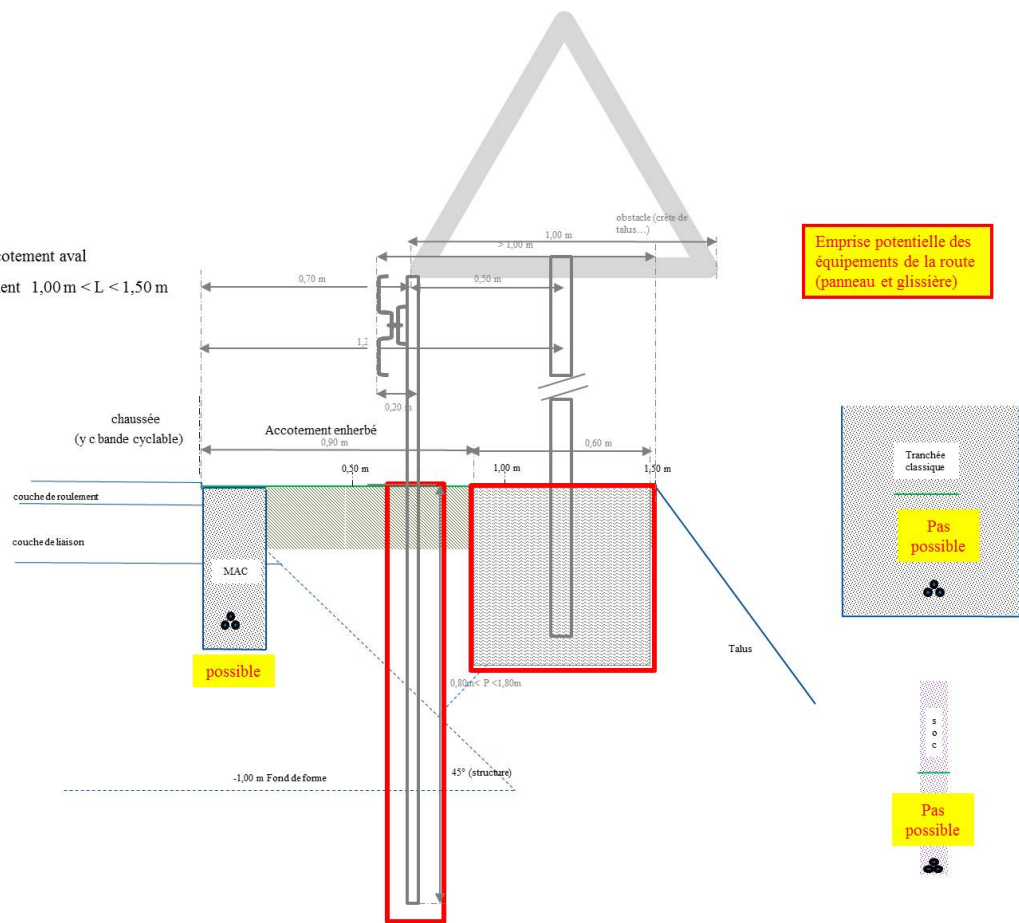 obstacle (crête de
talus…)
1,00 m
> 1,00 m
Emprise potentielle des
équipements de la route
(panneau et glissière)
cotement aval
ent 1,00 m < L < 1,50 m
0,70 m
0,50 m
0,20 m
chaussée
(y c bande cyclable)
Accotement enherbé
0,90 m
0,60 m
0,50 m
1,00 m
1,50 m
couche de roulement
couche de liaison
MAC
possible
Tranchée
classique
Pas
possible
Talus
0,80m< P <1,80m
45° (structure)
-1,00 m Fond de forme
s
o
c
Pas
possible